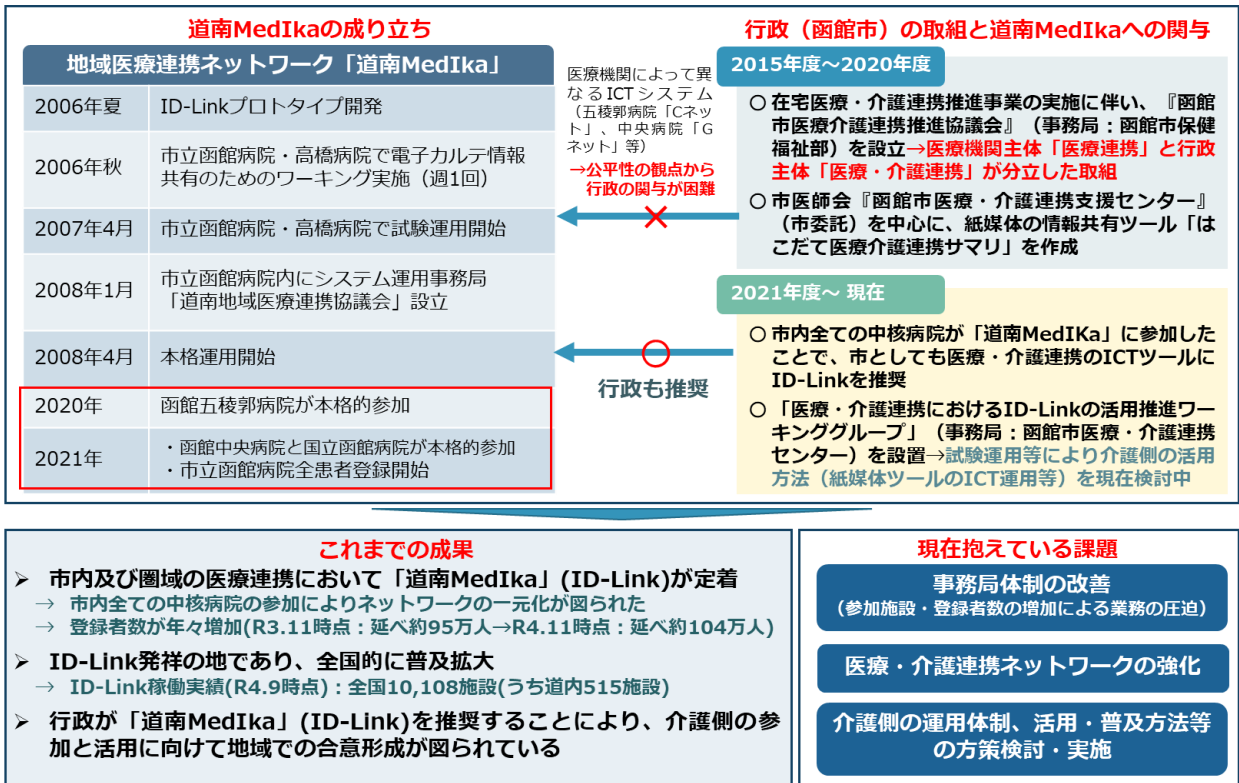 道南MedIkaの成り立ち
地域医療連携ネットワーク「道南MedIka」
2006年夏
ID-Linkプロトタイプ開発
2006年秋
市立函館病院・高橋病院で電子カルテ情報
共有のためのワーキング実施（週1回）
2007年4月
市立函館病院・高橋病院で試験運用開始
2008年1月
市立函館病院内にシステム運用事務局
「道南地域医療連携協議会」設立
2008年4月
本格運用開始
2020年
函館五稜郭病院が本格的参加
2021年
・函館中央病院と国立函館病院が本格的参加
・市立函館病院全患者登録開始
医療機関によって異
なるICTシステム
（五稜郭病院「Cネッ
ト」、中央病院「G
ネット」等）
→公平性の観点から
行政の関与が困難
行政も推奨
行政（函館市）の取組と道南MedIkaへの関与
2015年度～2020年度
○ 在宅医療・介護連携推進事業の実施に伴い、『函館
市医療介護連携推進協議会』（事務局：函館市保健
福祉部）を設立→医療機関主体「医療連携」と行政
主体「医療・介護連携」が分立した取組
○ 市医師会『函館市医療・介護連携支援センター』
（市委託）を中心に、紙媒体の情報共有ツール「は
こだて医療介護連携サマリ」を作成
2021年度～ 現在
○ 市内全ての中核病院が「道南MedIKa」に参加した
ことで、市としても医療・介護連携のICTツールに
ID-Linkを推奨
○ 「医療・介護連携におけるID-Linkの活用推進ワー
キンググループ」（事務局：函館市医療・介護連携
センター）を設置→試験運用等により介護側の活用
方法（紙媒体ツールのICT運用等）を現在検討中
これまでの成果
➢ 市内及び圏域の医療連携において「道南MedIka」(ID-Link)が定着
→ 市内全ての中核病院の参加によりネットワークの一元化が図られた
→ 登録者数が年々増加(R3.11時点：延べ約95万人→R4.11時点：延べ約104万人)
➢ ID-Link発祥の地であり、全国的に普及拡大
→ ID-Link稼働実績(R4.9時点)：全国10,108施設(うち道内515施設)
➢ 行政が「道南MedIka」(ID-Link)を推奨することにより、介護側の参
加と活用に向けて地域での合意形成が図られている
現在抱えている課題
事務局体制の改善
（参加施設・登録者数の増加による業務の圧迫）
医療・介護連携ネットワークの強化
介護側の運用体制、活用・普及方法等
の方策検討・実施